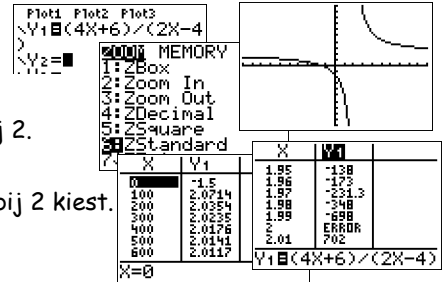 Plot1 Plot2 Plot3
\Y₁=(4X+6)/(2X-4
)
\Y₂=
ZOOM MEMORY
1:ZBox
2:Zoom In
3:Zoom Out
4:ZDecimal
5:ZSquare
6:ZStandard
j 2.
bij 2 kiest.
X Y₁
0 -1.5
100 2.0714
200 2.0354
300 2.0235
400 2.0176
500 2.0141
600 2.0117
X=0
X Y₁
1.95 -138
1.96 -173
1.97 -231.3
1.98 -348
1.99 -698
2 ERROR
2.01 702
Y₁=(4X+6)/(2X-4)